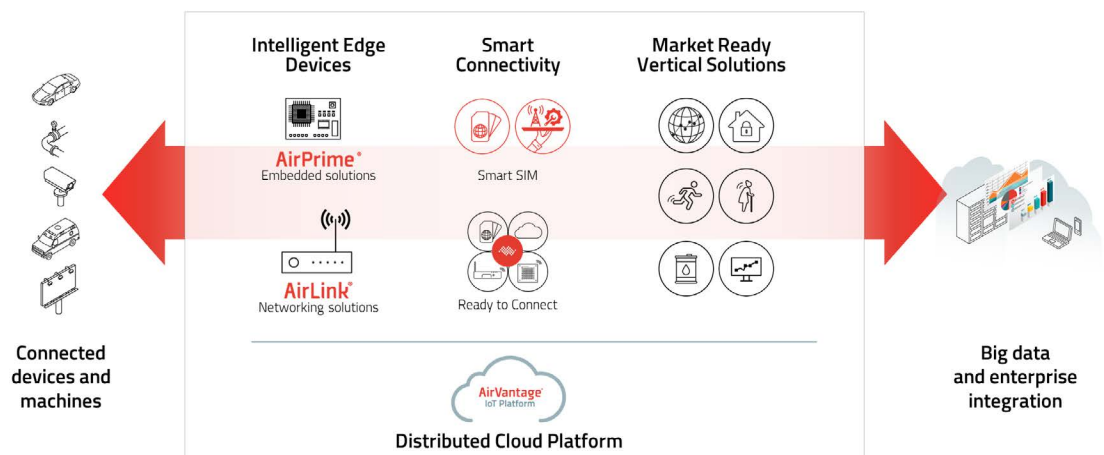 Intelligent Edge
Devices
AirPrime®
Embedded solutions
AirLink®
Networking solutions
Smart
Connectivity
Smart SIM
Ready to Connect
Market Ready
Vertical Solutions
Connected
devices and
machines
Big data
and enterprise
integration
AirVantage®
IoT Platform
Distributed Cloud Platform